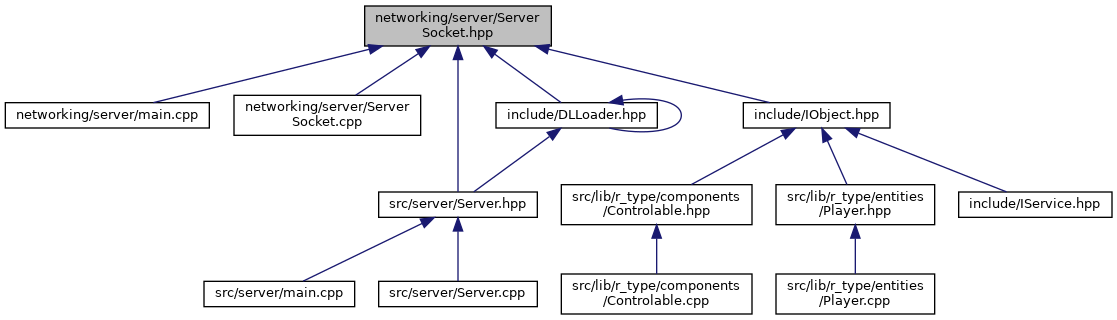 networking/server/Server
Socket.hpp
networking/server/main.cpp
networking/server/Server
Socket.cpp
include/DLLoader.hpp
include/IObject.hpp
src/server/Server.hpp
src/lib/r_type/components
/Controlable.hpp
src/lib/r_type/entities
/Player.hpp
include/IService.hpp
src/server/main.cpp
src/server/Server.cpp
src/lib/r_type/components
/Controlable.cpp
src/lib/r_type/entities
/Player.cpp